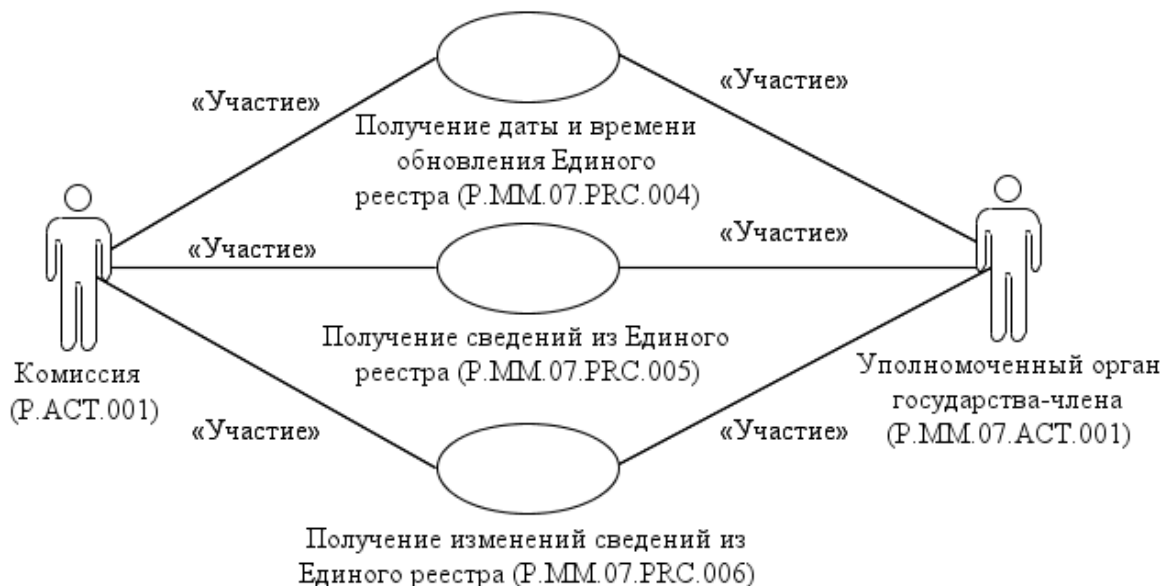 «Участие»
«Участие»
Получение даты и времени
обновления Единого
реестра (P.MM.07.PRC.004)
«Участие»
«Участие»
Получение сведений из Единого
реестра (P.MM.07.PRC.005)
Комиссия
(P.ACT.001)
Уполномоченный орган
государства-члена
(P.MM.07.ACT.001)
«Участие»
«Участие»
Получение изменений сведений из
Единого реестра (P.MM.07.PRC.006)